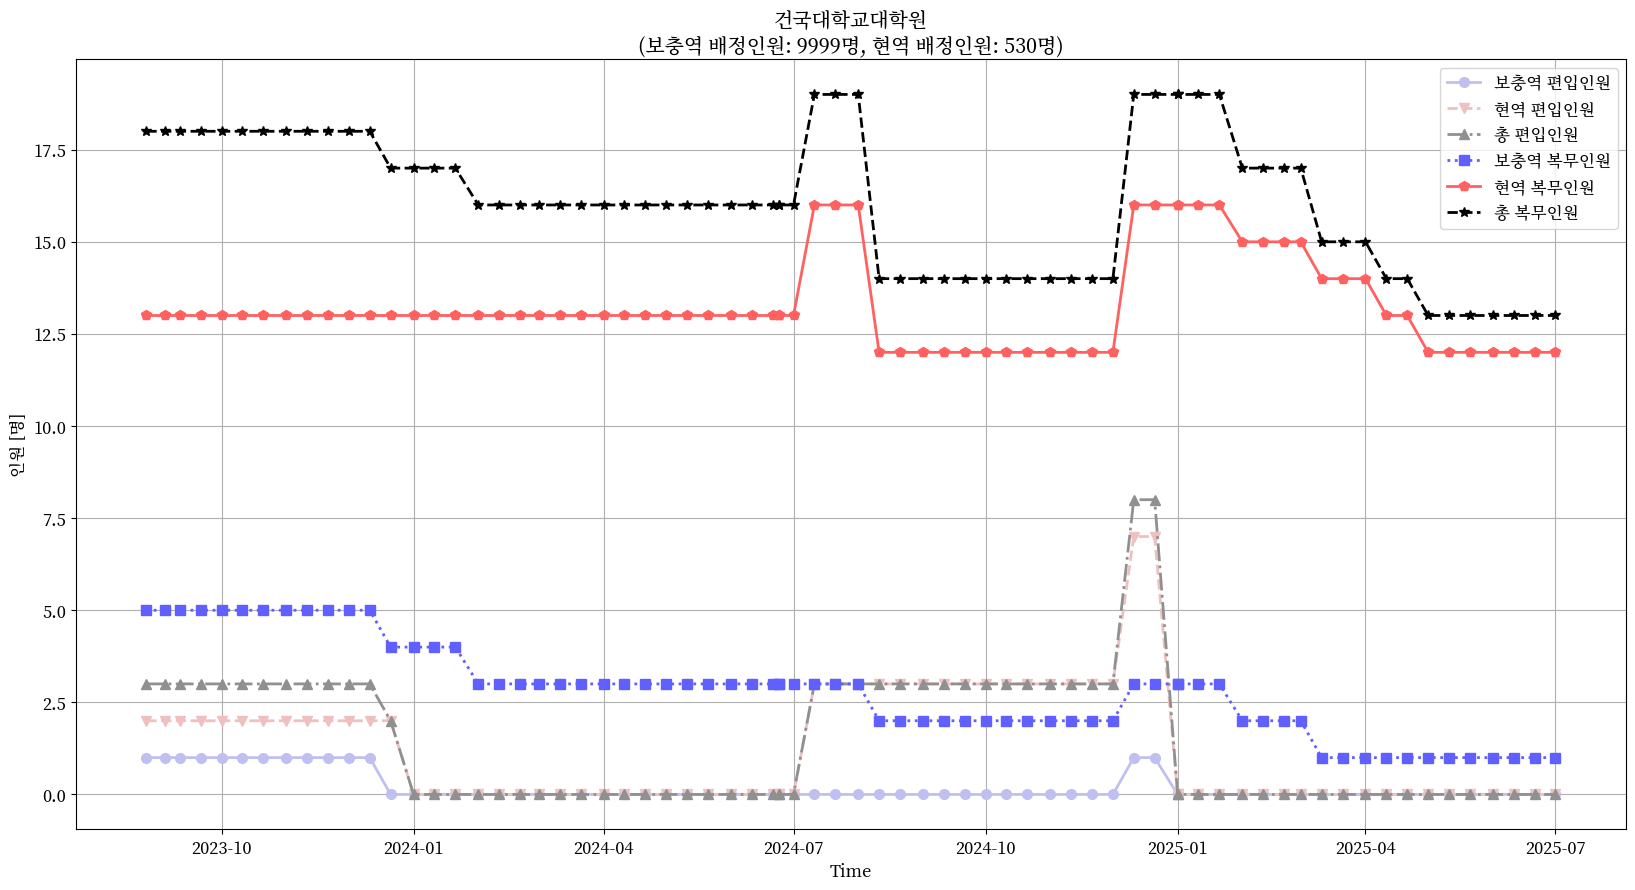 건국대학교대학원
(보충역 배정인원: 9999명, 현역 배정인원: 530명)
보충역 편입인원
현역 편입인원
총 편입인원
보충역 복무인원
현역 복무인원
총 복무인원
인원 [명]
17.5
15.0
12.5
10.0
7.5
5.0
2.5
0.0
2023-10
2024-01
2024-04
2024-07
2024-10
2025-01
2025-04
2025-07
Time